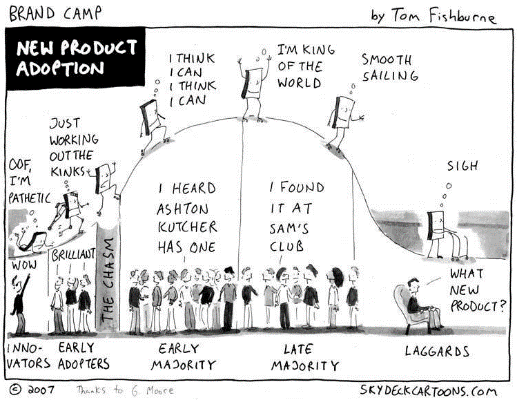 BRAND CAMP
by Tom Fishburne
NEW PRODUCT
ADOPTION
OOF,
I'M
PATHETIC
JUST
WORKING
OUT THE
KINKS
I THINK
I CAN
I THINK
I CAN
I'M KING
OF THE
WORLD
SMOOTH
SAILING
SIGH
WOW
BRILLIANT
THE CHASM
I HEARD
ASHTON
KUTCHER
HAS ONE
I FOUND
IT AT
SAM'S
CLUB
WHAT
NEW
PRODUCT?
INNO-
VATORS
EARLY
ADOPTERS
EARLY
MAJORITY
LATE
MAJORITY
LAGGARDS
© 2007
Thanks to G. Moore
SKYDECKCARTOONS.COM